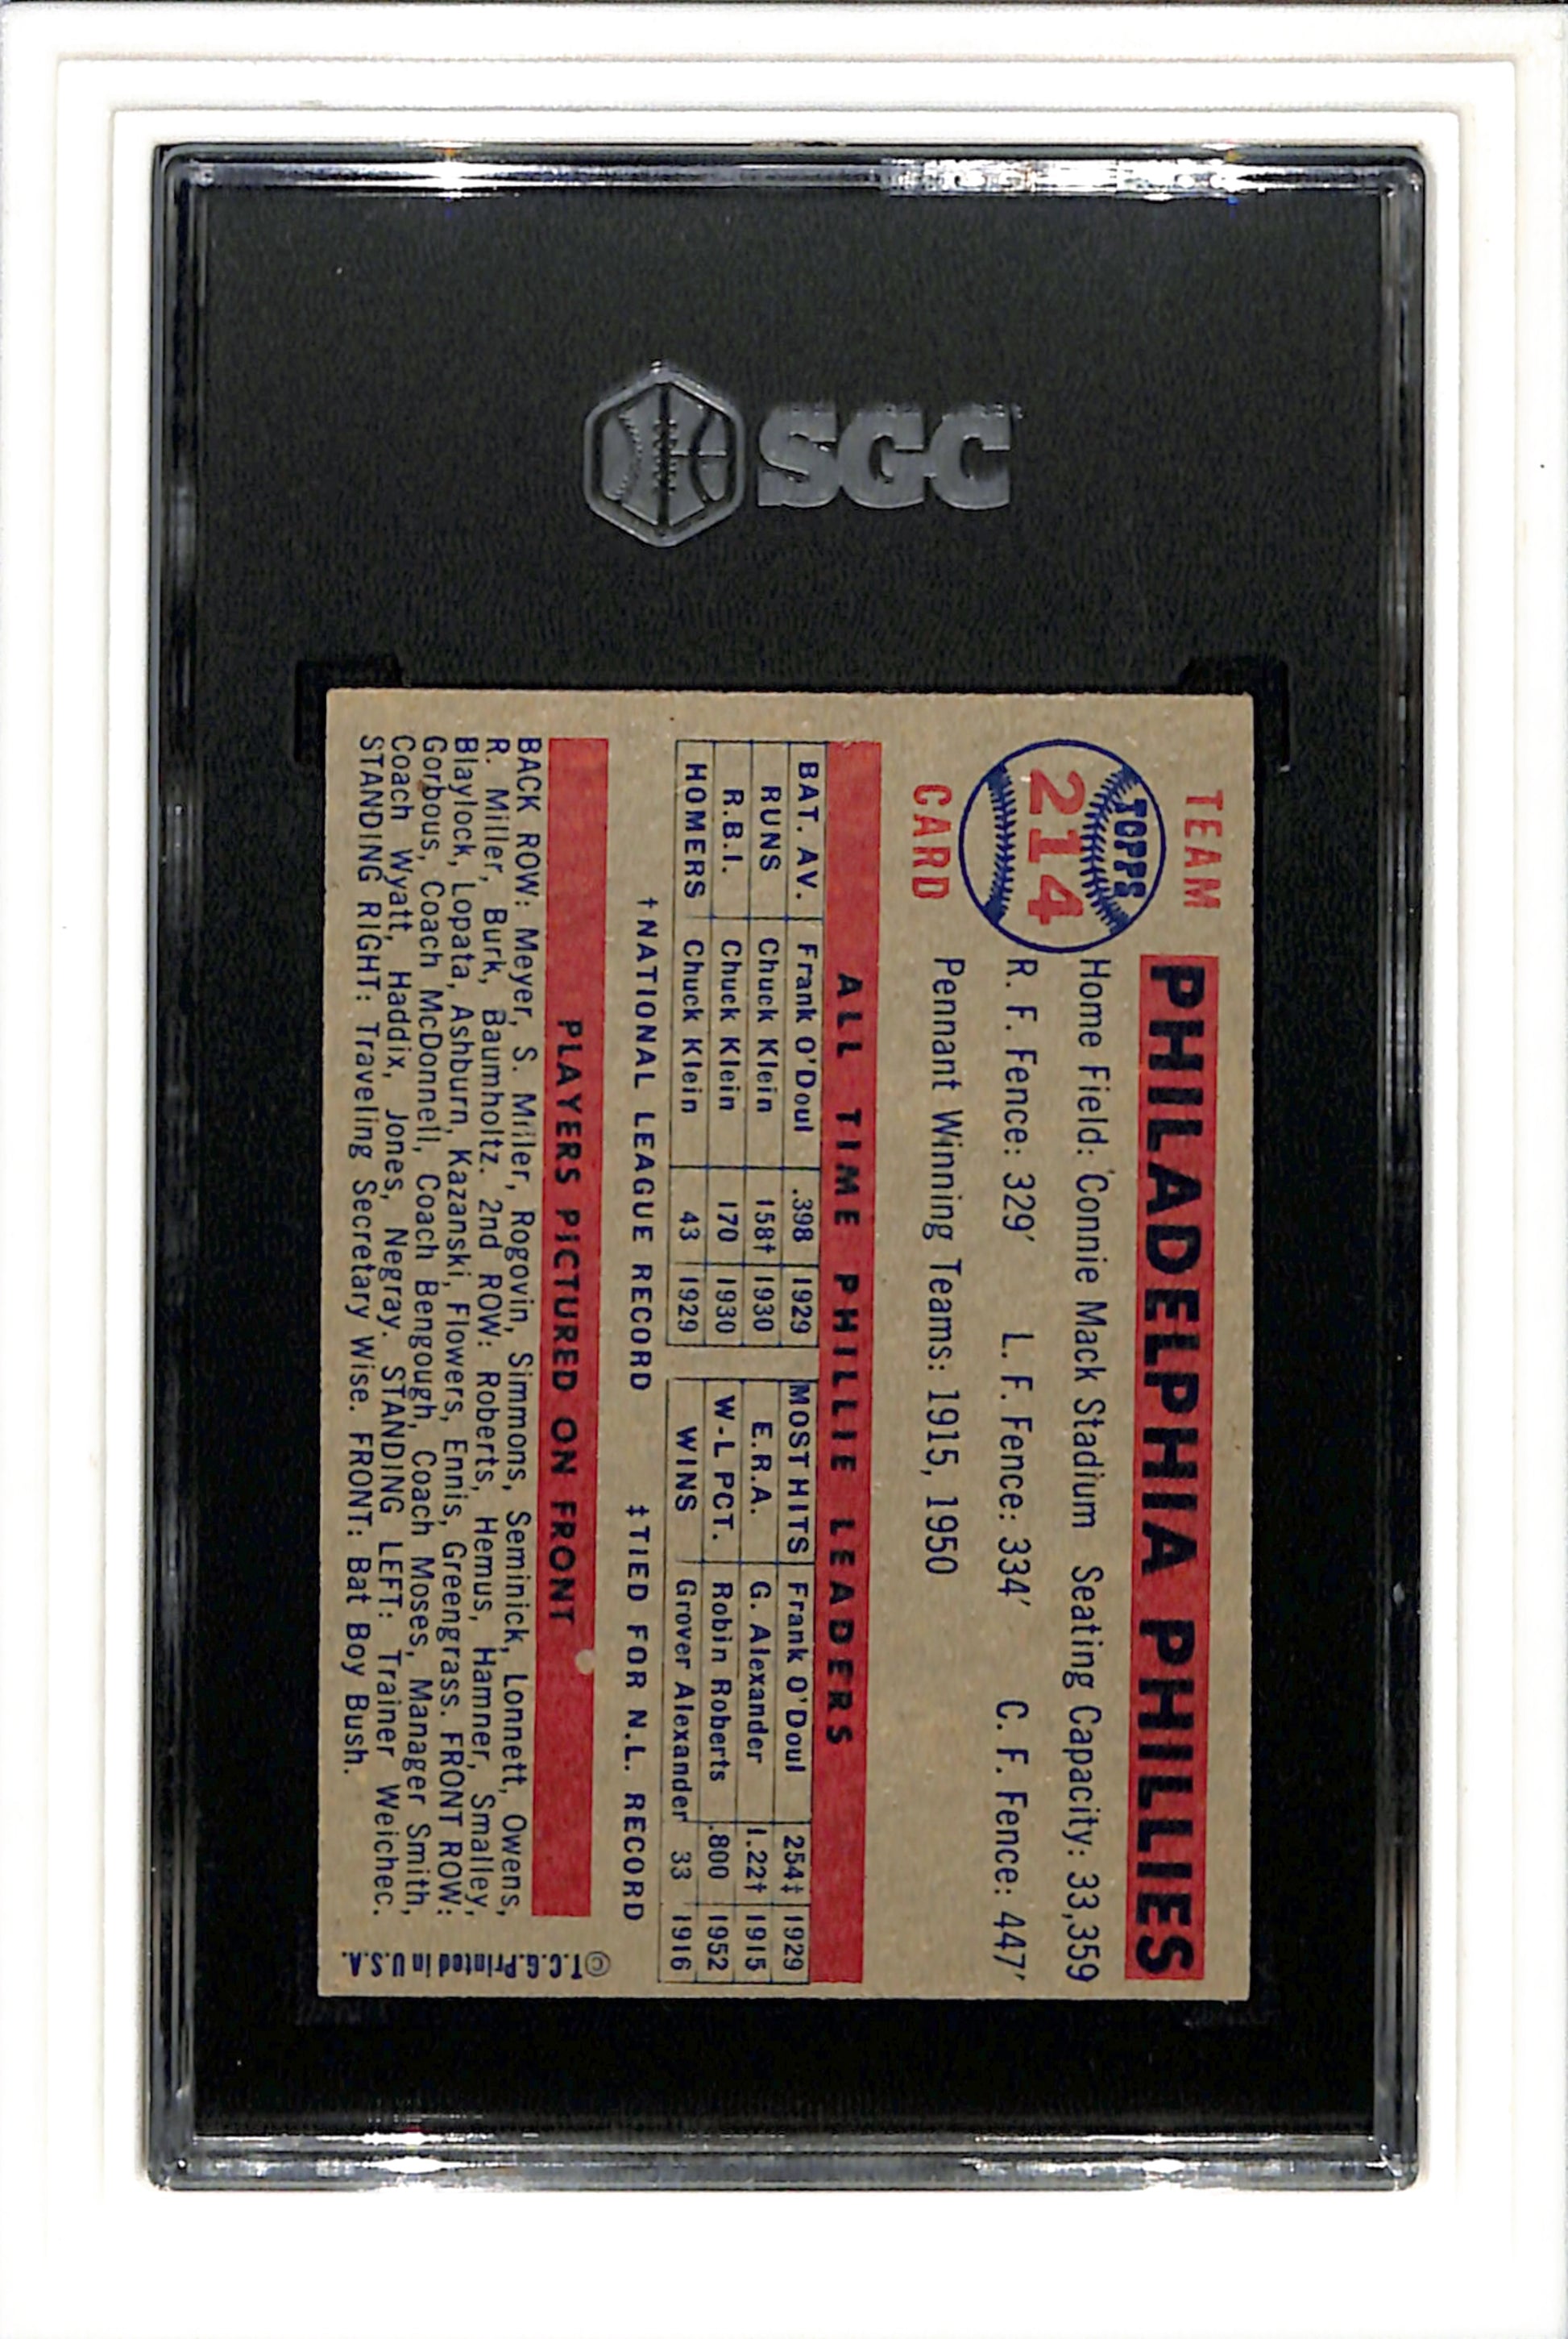 SGC
TEAM
TOPPS
214
CARD
PHILADELPHIA PHILLIES
Home Field: Connie Mack Stadium Seating Capacity: 33,359
R. F. Fence: 329′ L. F. Fence: 334′ C. F. Fence: 447′
Pennant Winning Teams: 1915, 1950
ALL TIME PHILLIE LEADERS
BAT. AV. Frank O'Doul .398 1929 MOST HITS Frank O'Doul 254‡ 1929
RUNS Chuck Klein 158† 1930 E.R.A. G. Alexander 1.22† 1915
R.B.I. Chuck Klein 170 1930 W-L PCT. Robin Roberts .800 1952
HOMERS Chuck Klein 43 1929 WINS Grover Alexander 33 1916
†NATIONAL LEAGUE RECORD ‡TIED FOR N.L. RECORD
PLAYERS PICTURED ON FRONT
BACK ROW: Meyer, S. Miller, Rogovin, Simmons, Seminick, Lonnett, Owens,
R. Miller, Burk, Baumholtz. 2nd ROW: Roberts, Hemus, Hamner, Smalley,
Blaylock, Lopata, Ashburn, Kazanski, Flowers, Ennis, Greengrass. FRONT ROW:
Gorbous, Coach McDonnell, Coach Bengough, Coach Moses, Manager Smith,
Coach Wyatt, Haddix, Jones, Negray. STANDING LEFT: Trainer Weichec.
STANDING RIGHT: Traveling Secretary Wise. FRONT: Bat Boy Bush.
© T.C.G. Printed in U.S.A.